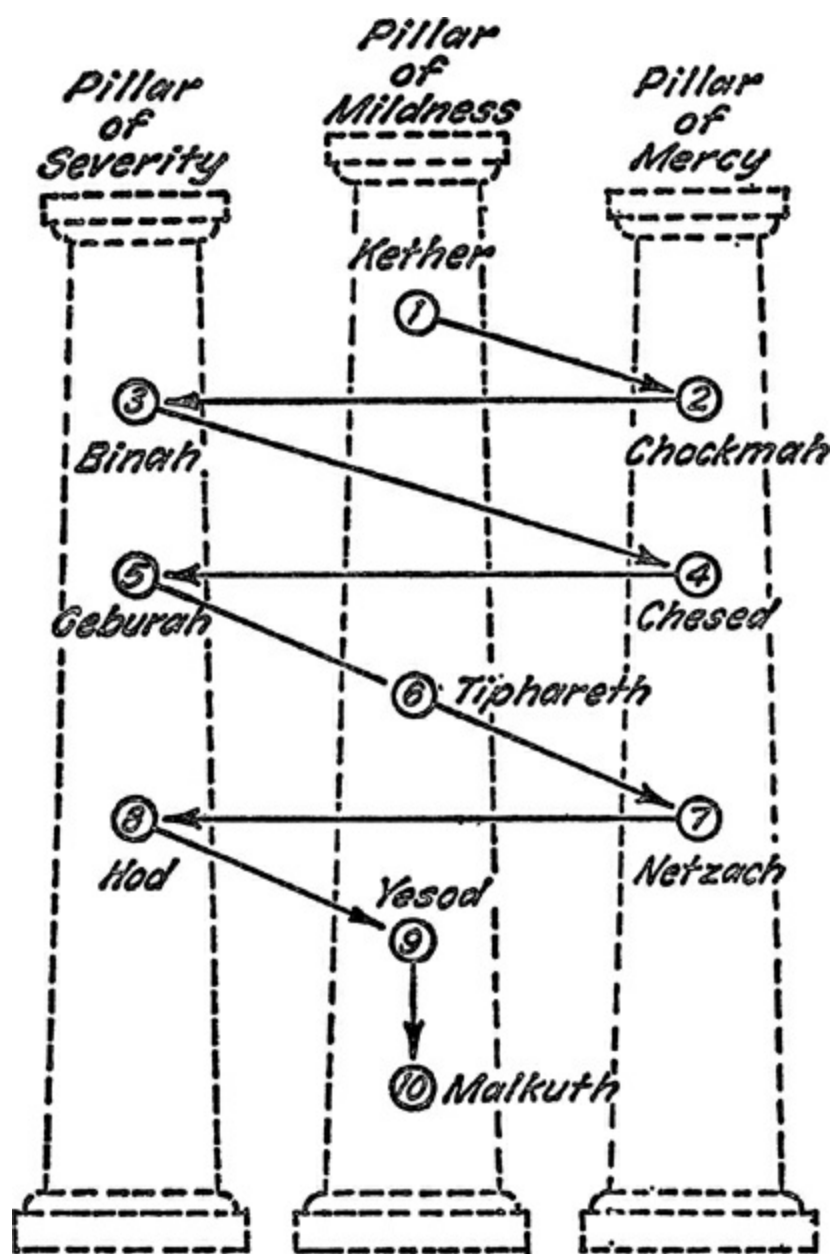 Pillar
of
Severity
Pillar
of
Mildness
Pillar
of
Mercy
Kether
1
3
2
Binah
Chockmah
5
4
Geburah
Chesed
6 Tiphareth
8
7
Hod
Netzach
Yesod
9
10 Malkuth